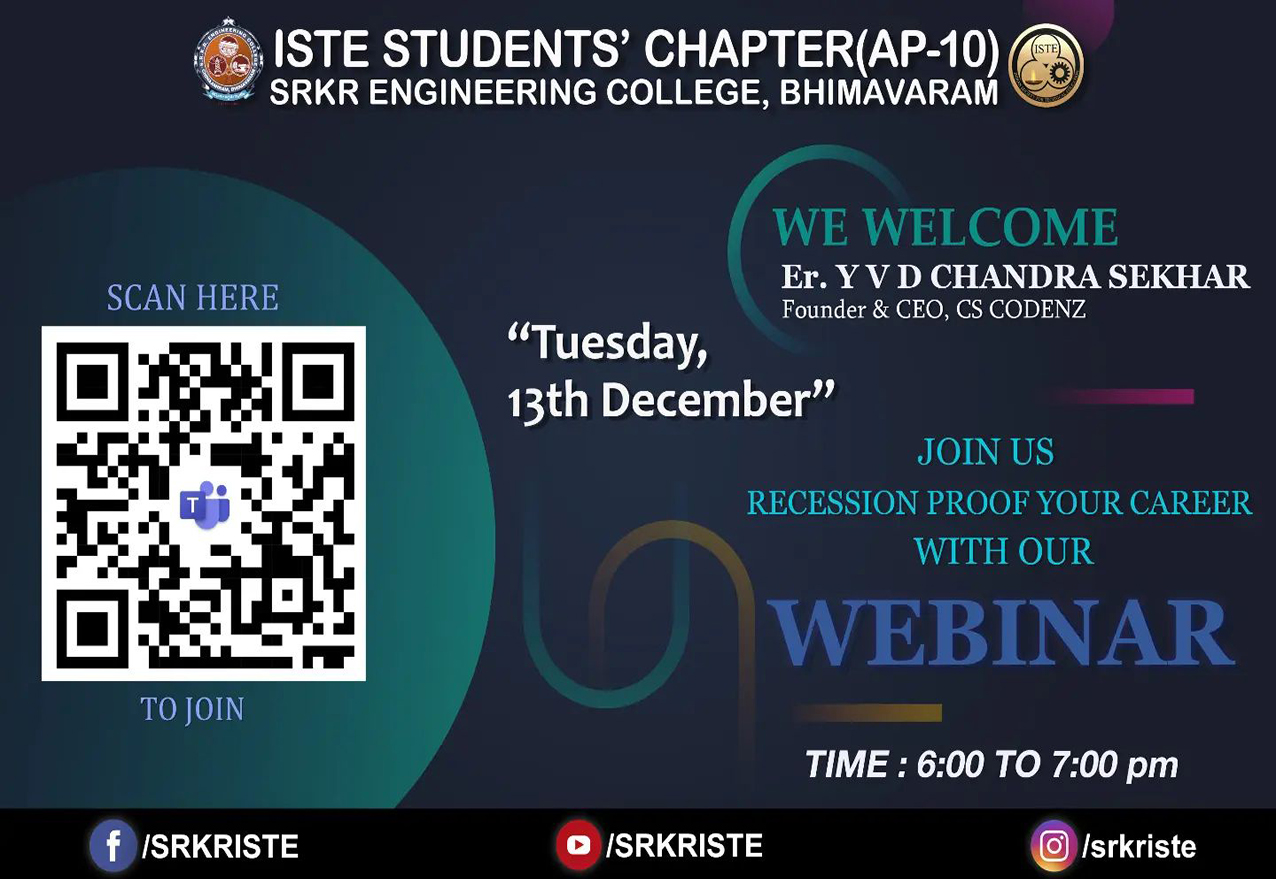 ISTE STUDENTS’ CHAPTER(AP-10)
SRKR ENGINEERING COLLEGE, BHIMAVARAM
ISTE
WE WELCOME
Er. Y V D CHANDRA SEKHAR
Founder & CEO, CS CODENZ
SCAN HERE
T
TO JOIN
“Tuesday,
13th December”
JOIN US
RECESSION PROOF YOUR CAREER
WITH OUR
WEBINAR
TIME : 6:00 TO 7:00 pm
/SRKRISTE
/SRKRISTE
/srkriste